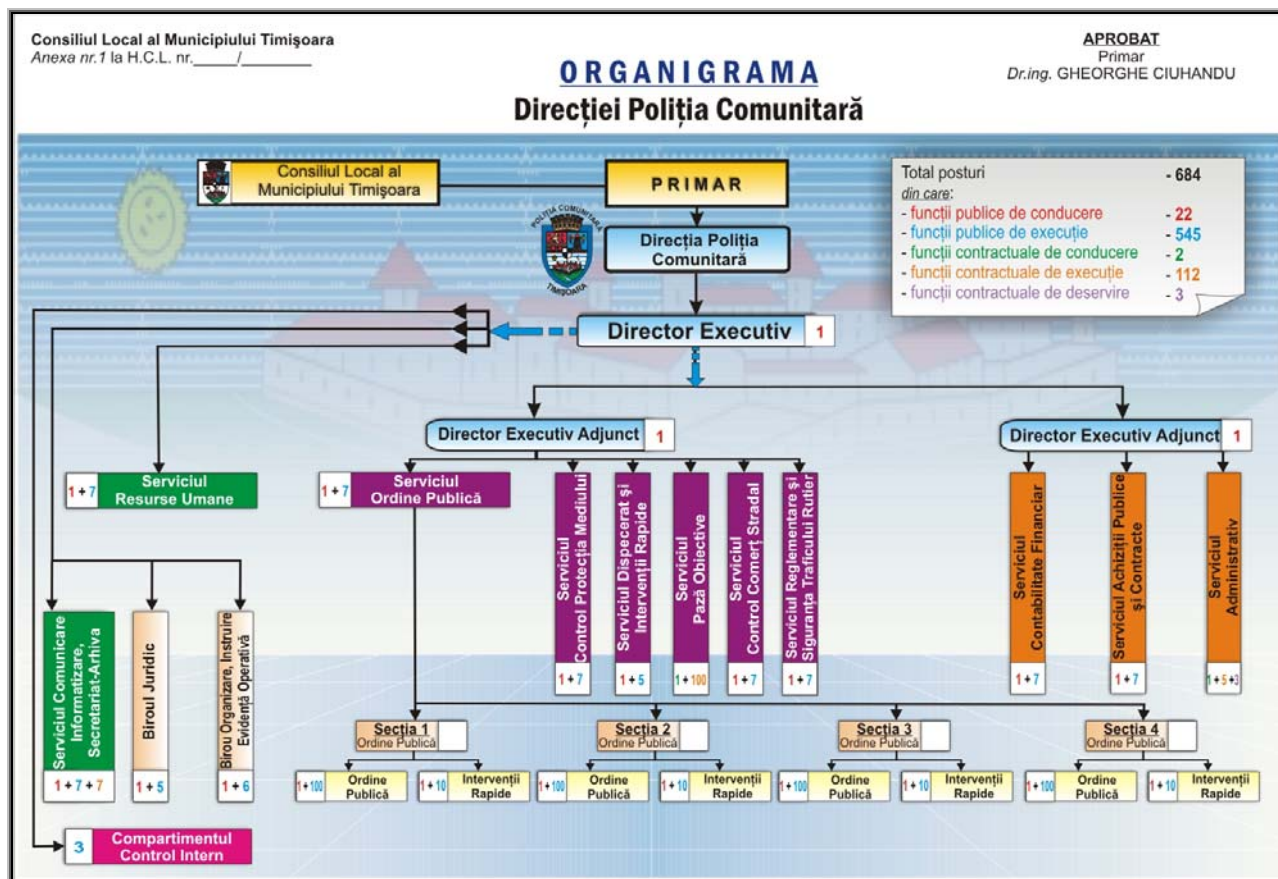 Consiliul Local al Municipiului Timişoara
Anexa nr.1 la H.C.L. nr._____/________
APROBAT
Primar
Dr.ing. GHEORGHE CIUHANDU
ORGANIGRAMA
Direcţiei Poliţia Comunitară
Consiliul Local al
Municipiului Timişoara
PRIMAR
POLIŢIA COMUNITARĂ
TIMIŞOARA
Direcţia Poliţia
Comunitară
Total posturi - 684
din care:
- funcţii publice de conducere - 22
- funcţii publice de execuţie - 545
- funcţii contractuale de conducere - 2
- funcţii contractuale de execuţie - 112
- funcţii contractuale de deservire - 3
Director Executiv 1
Director Executiv Adjunct 1
Director Executiv Adjunct 1
1 + 7
Serviciul
Resurse Umane
1 + 7
Serviciul
Ordine Publică
Serviciul
Control Protecţia Mediului
1 + 7
Serviciul Dispecerat şi
Intervenţii Rapide
1 + 5
Serviciul
Pază Obiective
1 + 100
Serviciul
Control Comerţ Stradal
1 + 7
Serviciul Reglementare şi
Siguranţa Traficului Rutier
1 + 7
Serviciul
Contabilitate Financiar
1 + 7
Serviciul Achiziţii Publice
şi Contracte
1 + 7
Serviciul
Administrativ
1 + 5 +3
Serviciul Comunicare
Informatizare,
Secretariat-Arhiva
1 + 7 + 7
Biroul Juridic
1 + 5
Birou Organizare, Instruire
Evidenţă Operativă
1 + 6
Secţia 1
Ordine Publică
Secţia 2
Ordine Publică
Secţia 3
Ordine Publică
Secţia 4
Ordine Publică
1 + 100
Ordine
Publică
1 + 10
Intervenţii
Rapide
1 + 100
Ordine
Publică
1 + 10
Intervenţii
Rapide
1 + 100
Ordine
Publică
1 + 10
Intervenţii
Rapide
1 + 100
Ordine
Publică
1 + 10
Intervenţii
Rapide
3
Compartimentul
Control Intern